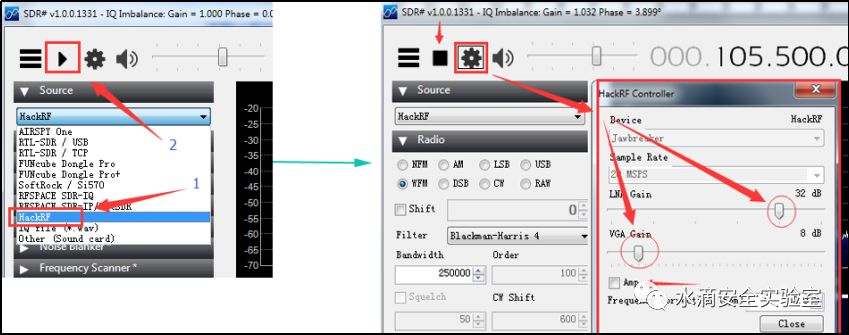 SDR# v1.0.0.1331 - IQ Imbalance: Gain = 1.000 Phase = 0.0
Source
HackRF
AIRSPY One
RTL-SDR / USB
RTL-SDR / TCP
FUNcube Dongle Pro
FUNcube Dongle Pro+
SoftRock / Si570
RFSPACE SDR-IQ
RFSPACE SDR-IP/
HackRF
IQ file (*.wav)
Other (Sound card)
Noise Blanker
Frequency Scanner *
2
1
-20
-25
-30
-35
-40
-45
-50
-55
-60
-65
-70
SDR# v1.0.0.1331 - IQ Imbalance: Gain = 1.032 Phase = 3.899°
000.105.500.0
Source
HackRF
Radio
NFM AM LSB USB
WFM DSB CW RAW
Shift 0
Filter Blackman-Harris 4
Bandwidth Order
250000 100
Squelch CW Shift
50 600
HackRF Controller
Device HackRF
Jawbreaker
Sample Rate
MSPS
LNA Gain 32 dB
VGA Gain 8 dB
Amp
水滴安全实验室
Close